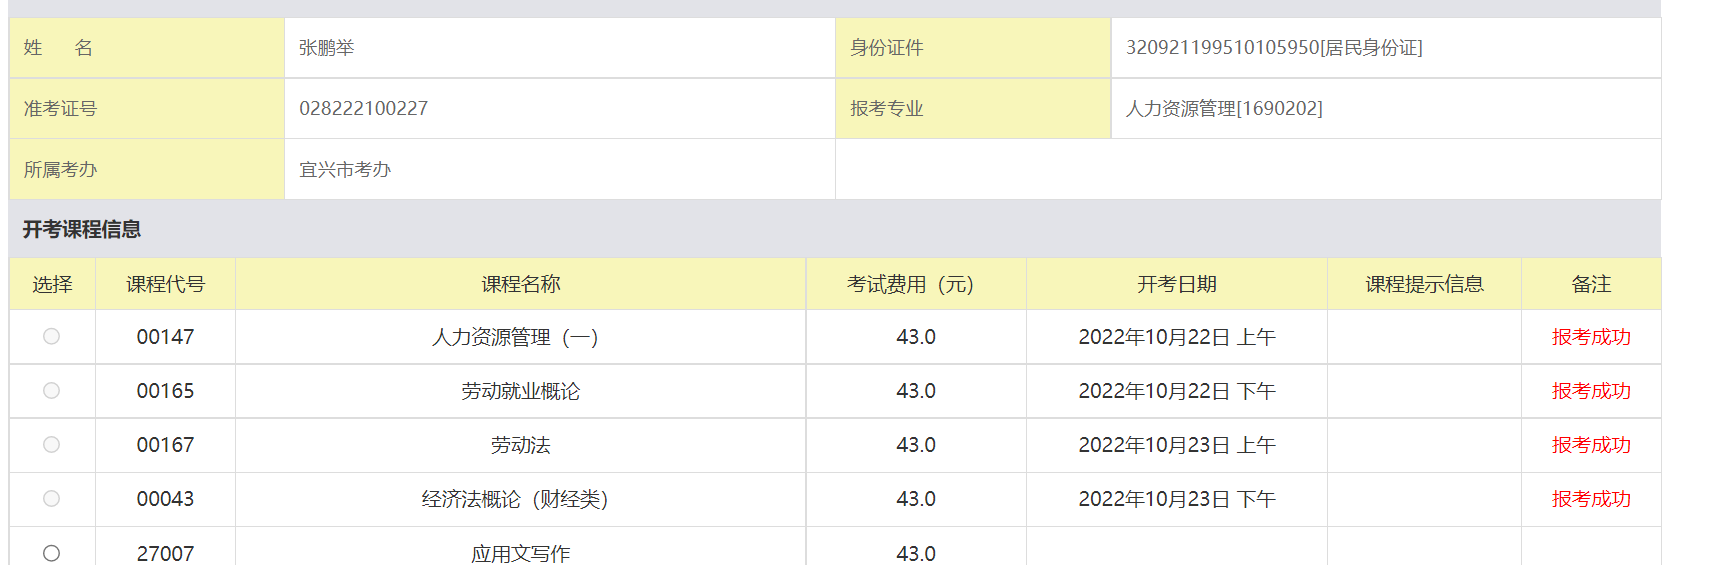 姓 名 张鹏举 身份证件 320921199510105950[居民身份证]
准考证号 028222100227 报考专业 人力资源管理[1690202]
所属考办 宜兴市考办
开考课程信息
选择 课程代号 课程名称 考试费用（元） 开考日期 课程提示信息 备注
00147 人力资源管理（一） 43.0 2022年10月22日 上午 报考成功
00165 劳动就业概论 43.0 2022年10月22日 下午 报考成功
00167 劳动法 43.0 2022年10月23日 上午 报考成功
00043 经济法概论（财经类） 43.0 2022年10月23日 下午 报考成功
27007 应用文写作 43.0